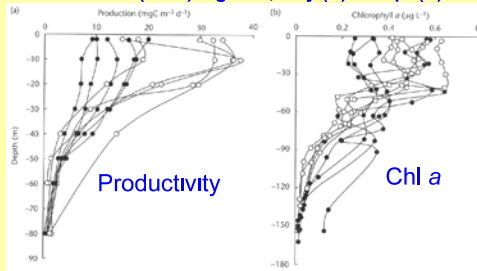 (a)
Production (mgC m⁻³ d⁻¹)
0 10 20 30 40
0
-10
-20
-30
-40
-50
-60
-70
-80
-90
Depth (m)
Productivity
(b)
Chlorophyll a (µg L⁻¹)
0 0.2 0.4 0.6 0.8
0
-30
-60
-90
-120
-150
-180
Chl a